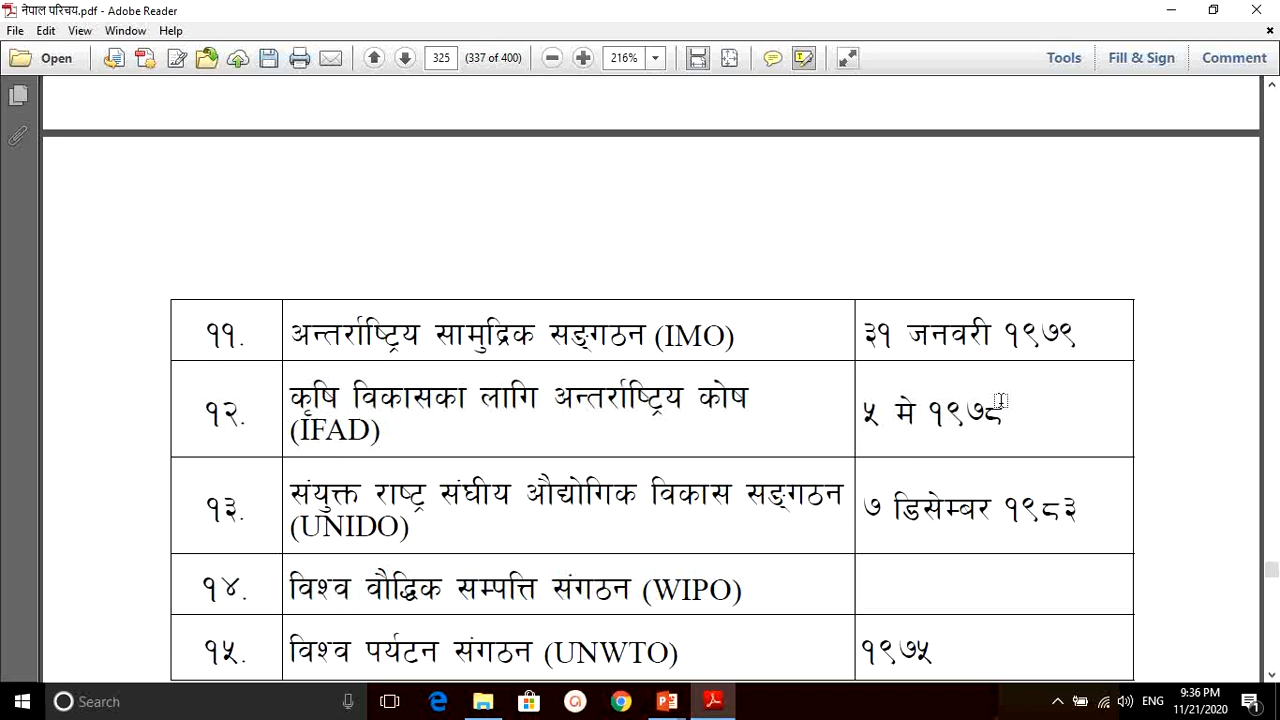 नेपाल परिचय.pdf - Adobe Reader
File Edit View Window Help
Open 325 (337 of 400) 216% Tools Fill & Sign Comment
११. अन्तर्राष्ट्रिय सामुद्रिक सङ्गठन (IMO) ३१ जनवरी १९७९
१२. कृषि विकासका लागि अन्तर्राष्ट्रिय कोष
(IFAD) ५ मे १९७८
१३. संयुक्त राष्ट्र संघीय औद्योगिक विकास सङ्गठन
(UNIDO) ७ डिसेम्बर १९८३
१४. विश्व वौद्धिक सम्पत्ति संगठन (WIPO)
१५. विश्व पर्यटन संगठन (UNWTO) १९७५
Search ENG 9:36 PM
11/21/2020